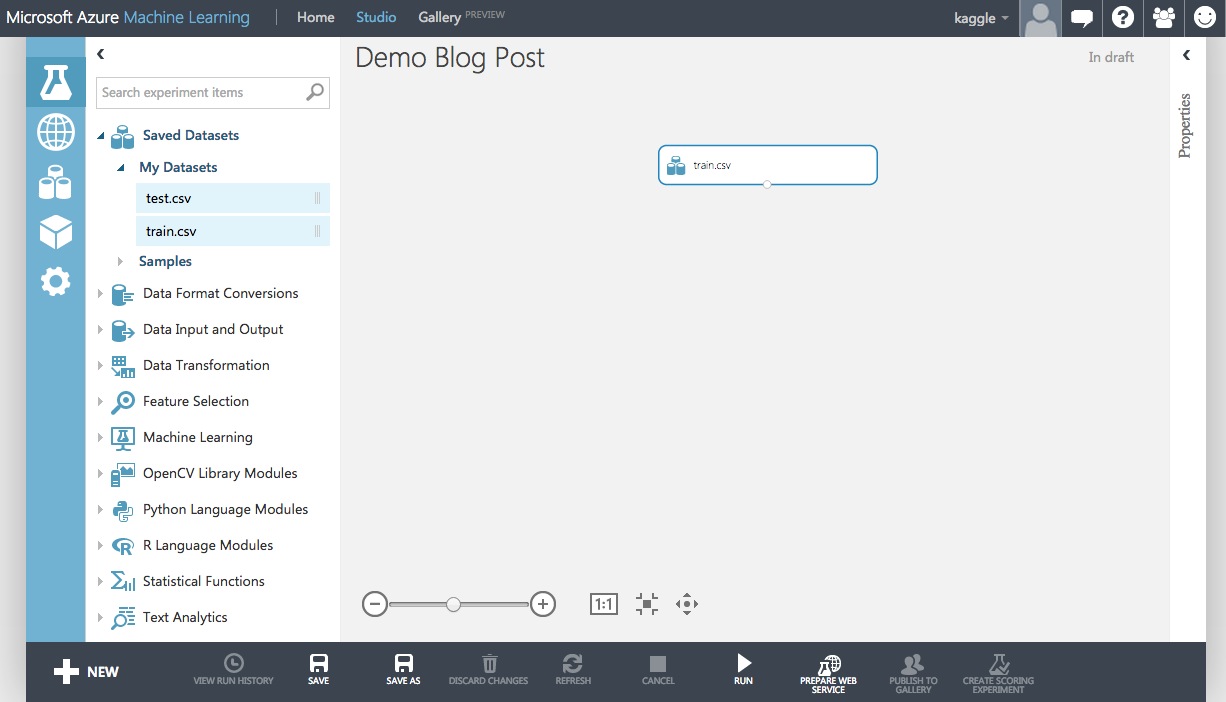 Microsoft Azure Machine Learning | Home Studio Gallery PREVIEW kaggle
Demo Blog Post
In draft
Search experiment items
Properties
Saved Datasets
My Datasets
train.csv
test.csv
train.csv
Samples
Data Format Conversions
Data Input and Output
Data Transformation
Feature Selection
Machine Learning
OpenCV Library Modules
Python Language Modules
R Language Modules
Statistical Functions
Text Analytics
1:1
NEW
VIEW RUN HISTORY
SAVE
SAVE AS
DISCARD CHANGES
REFRESH
CANCEL
RUN
PREPARE WEB
SERVICE
PUBLISH TO
GALLERY
CREATE SCORING
EXPERIMENT